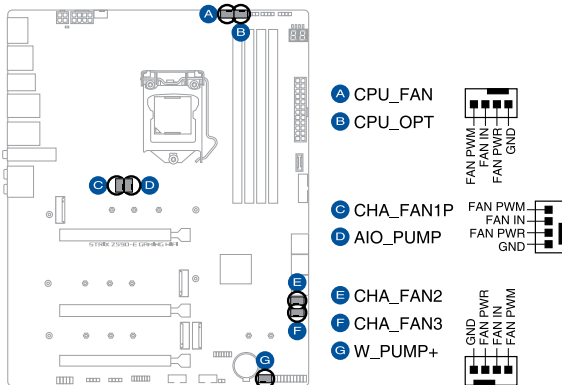 A
B
A CPU_FAN
B CPU_OPT
FAN PWM
FAN IN
FAN PWR
GND
C
D
C CHA_FAN1P
D AIO_PUMP
FAN PWM
FAN IN
FAN PWR
GND
STRIX Z590-E GAMING WIFI
E
F
E CHA_FAN2
F CHA_FAN3
G W_PUMP+
GND
FAN PWR
FAN IN
FAN PWM
G